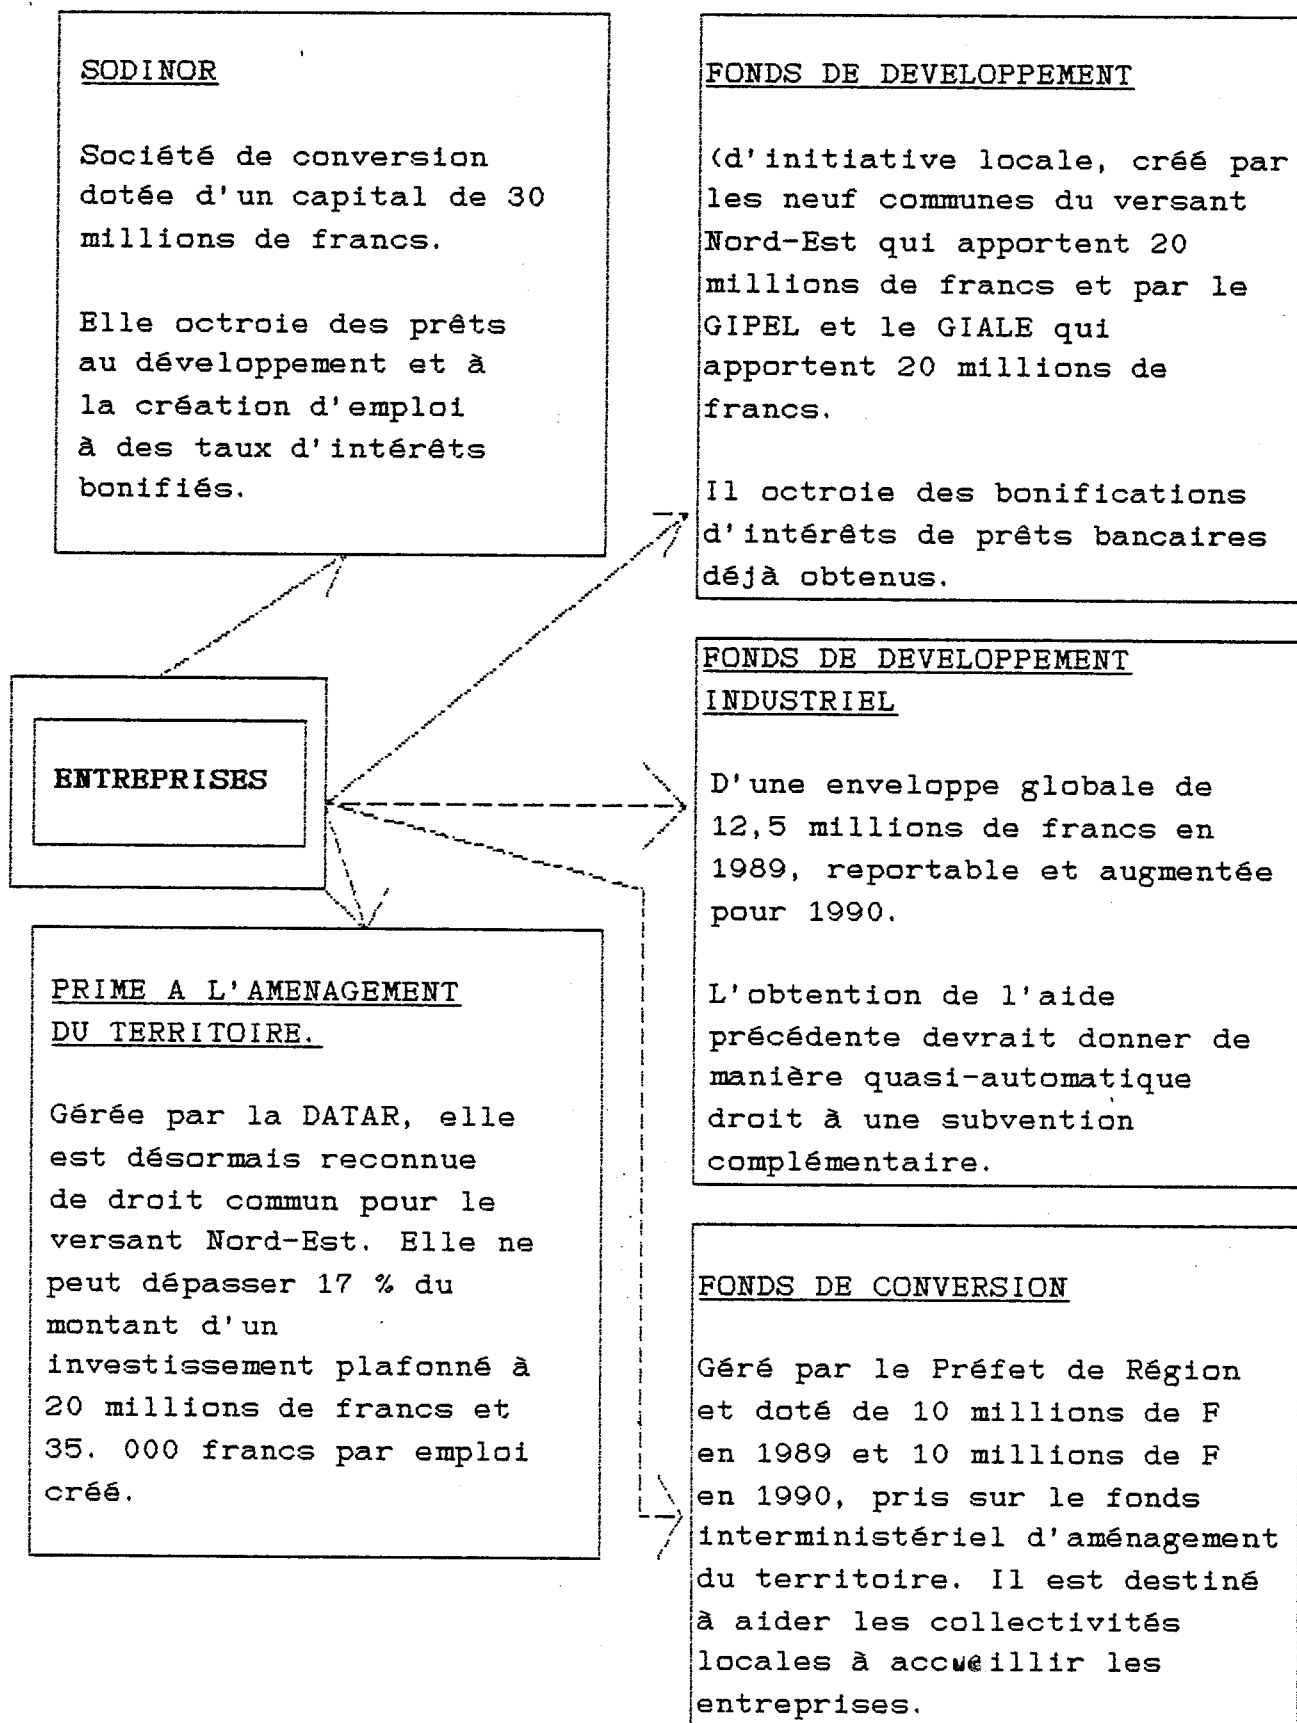 SODINOR
Société de conversion
dotée d'un capital de 30
millions de francs.
Elle octroie des prêts
au développement et à
la création d'emploi
à des taux d'intérêts
bonifiés.
FONDS DE DEVELOPPEMENT
(d'initiative locale, créé par
les neuf communes du versant
Nord-Est qui apportent 20
millions de francs et par le
GIPEL et le GIALE qui
apportent 20 millions de
francs.
Il octroie des bonifications
d'intérêts de prêts bancaires
déjà obtenus.
ENTREPRISES
FONDS DE DEVELOPPEMENT
INDUSTRIEL
D'une enveloppe globale de
12,5 millions de francs en
1989, reportable et augmentée
pour 1990.
L'obtention de l'aide
précédente devrait donner de
manière quasi-automatique
droit à une subvention
complémentaire.
PRIME A L'AMENAGEMENT
DU TERRITOIRE.
Gérée par la DATAR, elle
est désormais reconnue
de droit commun pour le
versant Nord-Est. Elle ne
peut dépasser 17 % du
montant d'un
investissement plafonné à
20 millions de francs et
35. 000 francs par emploi
créé.
FONDS DE CONVERSION
Géré par le Préfet de Région
et doté de 10 millions de F
en 1989 et 10 millions de F
en 1990, pris sur le fonds
interministériel d'aménagement
du territoire. Il est destiné
à aider les collectivités
locales à accueillir les
entreprises.